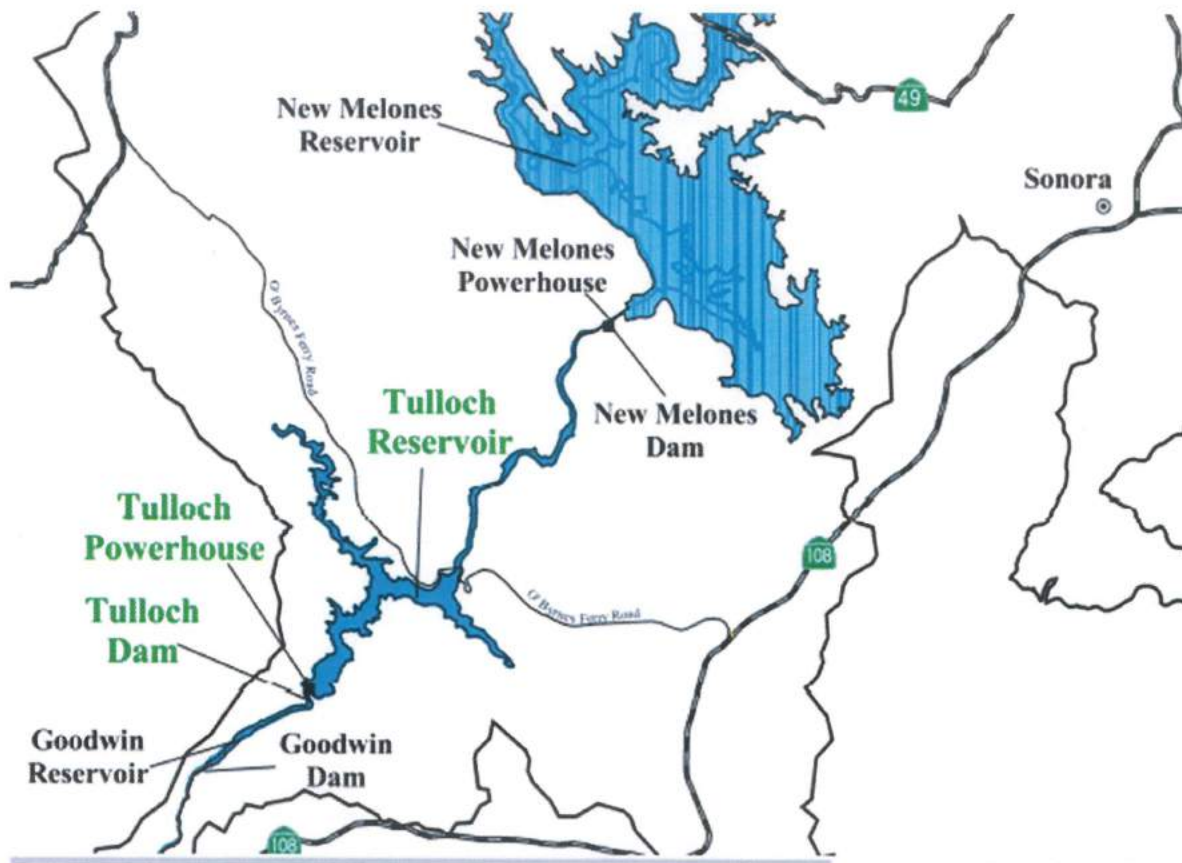 New Melones
Reservoir
49
Sonora
New Melones
Powerhouse
O' Byrnes Ferry Road
Tulloch
Reservoir
New Melones
Dam
Tulloch
Powerhouse
108
O' Byrnes Ferry Road
Tulloch
Dam
Goodwin
Reservoir
Goodwin
Dam
108